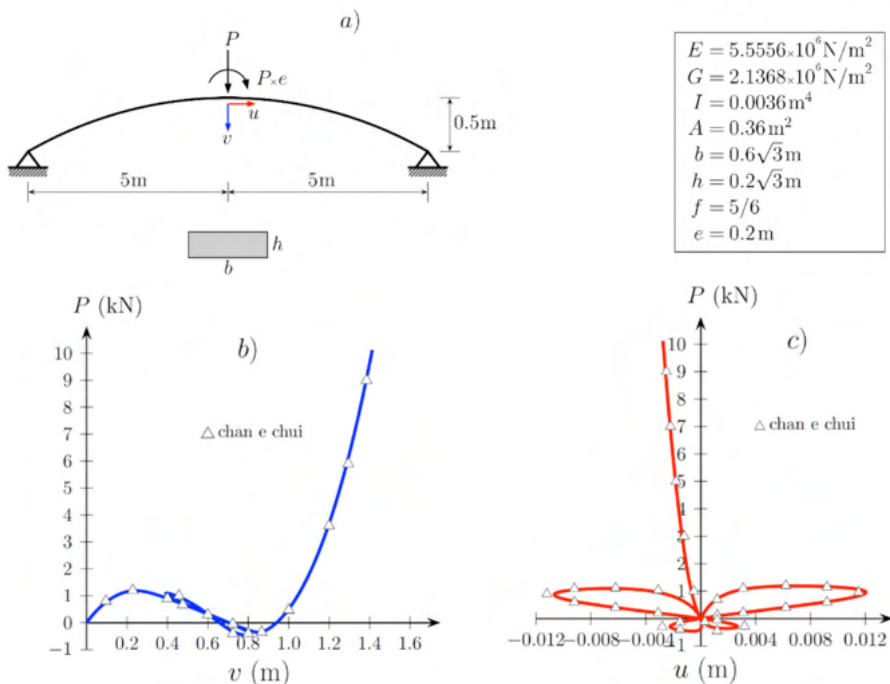 a)
P
P×e
u
v
0.5m
5m
5m
h
b
E = 5.5556×10⁶N/m²
G = 2.1368×10⁶N/m²
I = 0.0036m⁴
A = 0.36m²
b = 0.6√3m
h = 0.2√3m
f = 5/6
e = 0.2m
P (kN)
b)
10
9
8
7
6
5
4
3
2
1
0
−1
chan e chui
0.2
0.4
0.6
0.8
1.0
1.2
1.4
1.6
v (m)
P (kN)
c)
10
9
8
7
6
5
4
3
2
1
1
chan e chui
−0.012
−0.008
−0.004
0
0.004
0.008
0.012
u (m)